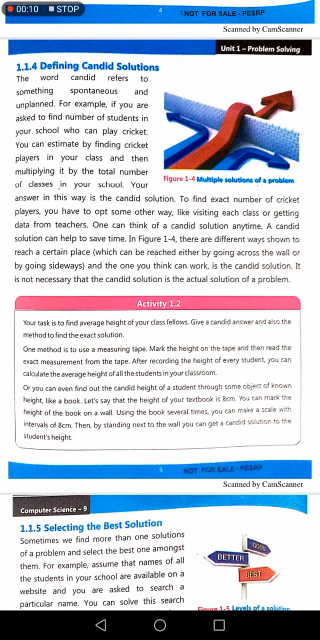 00:10 STOP
4
NOT FOR SALE - PESRP
Scanned by CamScanner
Unit 1 – Problem Solving
1.1.4 Defining Candid Solutions
The word candid refers to
something spontaneous and
unplanned. For example, if you are
asked to find number of students in
your school who can play cricket.
You can estimate by finding cricket
players in your class and then
multiplying it by the total number
of classes in your school. Your
Figure 1-4 Multiple solutions of a problem
answer in this way is the candid solution. To find exact number of cricket
players, you have to opt some other way, like visiting each class or getting
data from teachers. One can think of a candid solution anytime. A candid
solution can help to save time. In Figure 1-4, there are different ways shown to
reach a certain place (which can be reached either by going across the wall or
by going sideways) and the one you think can work, is the candid solution. It
is not necessary that the candid solution is the actual solution of a problem.
Activity 1.2
Your task is to find average height of your class fellows. Give a candid answer and also the
method to find the exact solution.
One method is to use a measuring tape. Mark the height on the tape and then read the
exact measurement from the tape. After recording the height of every student, you can
calculate the average height of all the students in your classroom.
Or you can even find out the candid height of a student through some object of known
height, like a book. Let's say that the height of your textbook is 8cm. You can mark the
height of the book on a wall. Using the book several times, you can make a scale with
intervals of 8cm. Then, by standing next to the wall you can get a candid solution to the
student's height.
5
NOT FOR SALE - PESRP
Scanned by CamScanner
Computer Science – 9
1.1.5 Selecting the Best Solution
Sometimes we find more than one solutions
of a problem and select the best one amongst
them. For example, assume that names of all
the students in your school are available on a
website and you are asked to search a
particular name. You can solve this search
GOOD
BETTER
BEST
Figure 1-5 Levels of a solution